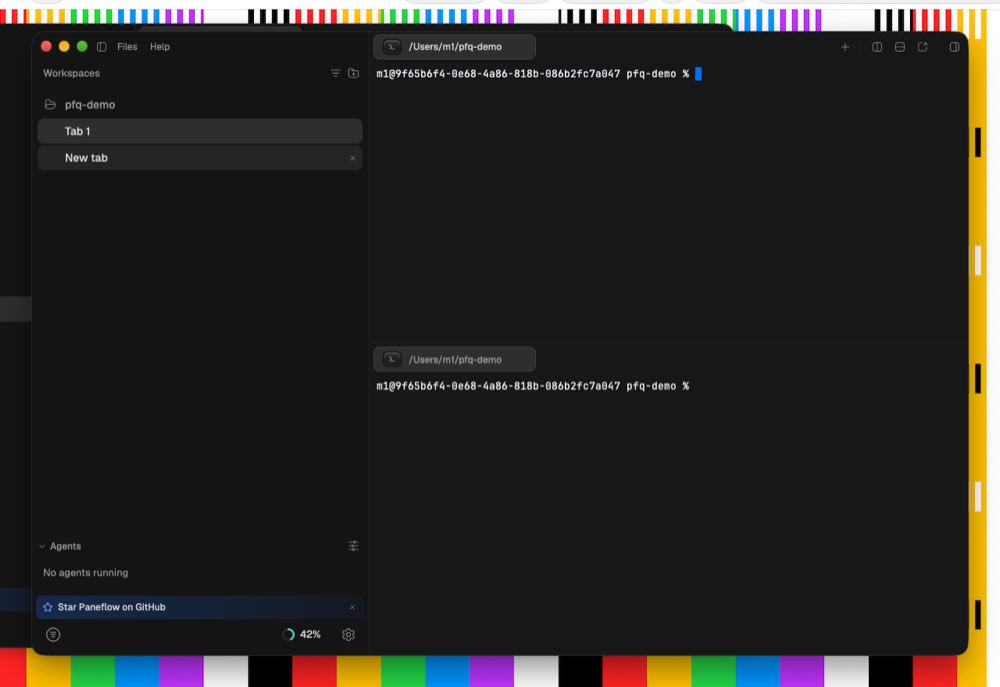 Files Help
Workspaces
pfq-demo
Tab 1
New tab
Agents
No agents running
Star Paneflow on GitHub
42%
/Users/m1/pfq-demo
m1@9f65b6f4-0e68-4a86-818b-086b2fc7a047 pfq-demo %
/Users/m1/pfq-demo
m1@9f65b6f4-0e68-4a86-818b-086b2fc7a047 pfq-demo %